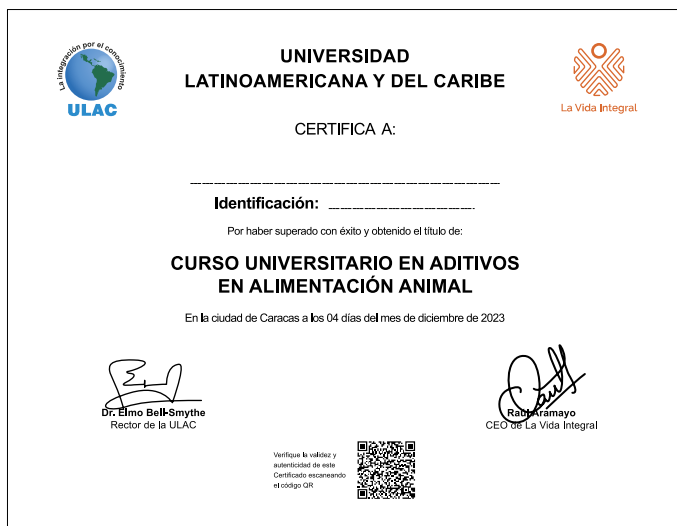 La integración por el conocimiento
ULAC
UNIVERSIDAD
LATINOAMERICANA Y DEL CARIBE
La Vida Integral
CERTIFICA A:
Identificación:
Por haber superado con éxito y obtenido el título de:
CURSO UNIVERSITARIO EN ADITIVOS
EN ALIMENTACIÓN ANIMAL
En la ciudad de Caracas a los 04 días del mes de diciembre de 2023
Dr. Elmo Bell-Smythe
Rector de la ULAC
Raúl Aramayo
CEO de La Vida Integral
Verifique la validez y
autenticidad de este
Certificado escaneando
el código QR